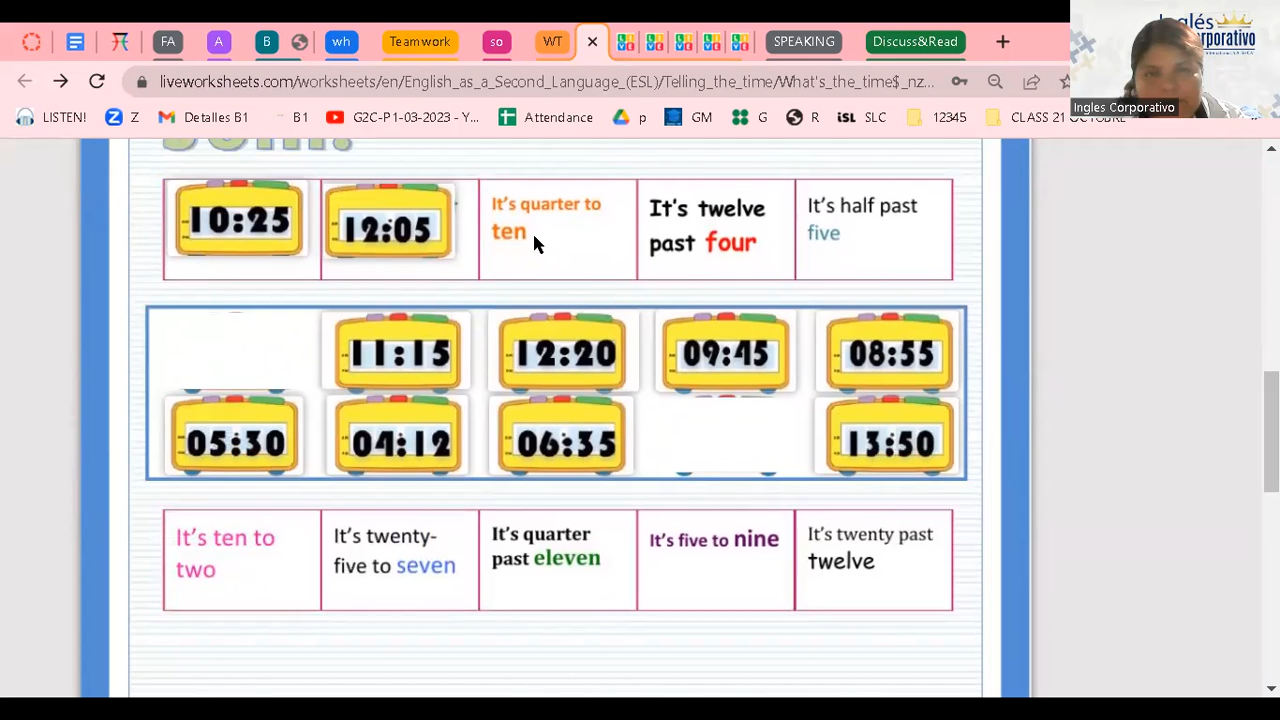 FA
A
B
wh
Teamwork
so
WT
SPEAKING
Discuss&Read
Inglés
Corporativo
liveworksheets.com/worksheets/en/English_as_a_Second_Language_(ESL)/Telling_the_time/What's_the_time$_nz...
Ingles Corporativo
LISTEN!
Z
Detalles B1
B1
G2C-P1-03-2... Y...
Attendance
p
GM
G
R
iSL SLC
12345
CLASS 21 OCTUBRE
10:25
12:05
It's quarter to
ten
It's twelve
past four
It's half past
five
11:15
12:20
09:45
08:55
05:30
04:12
06:35
13:50
It's ten to
two
It's twenty-
five to seven
It's quarter
past eleven
It's five to nine
It's twenty past
twelve